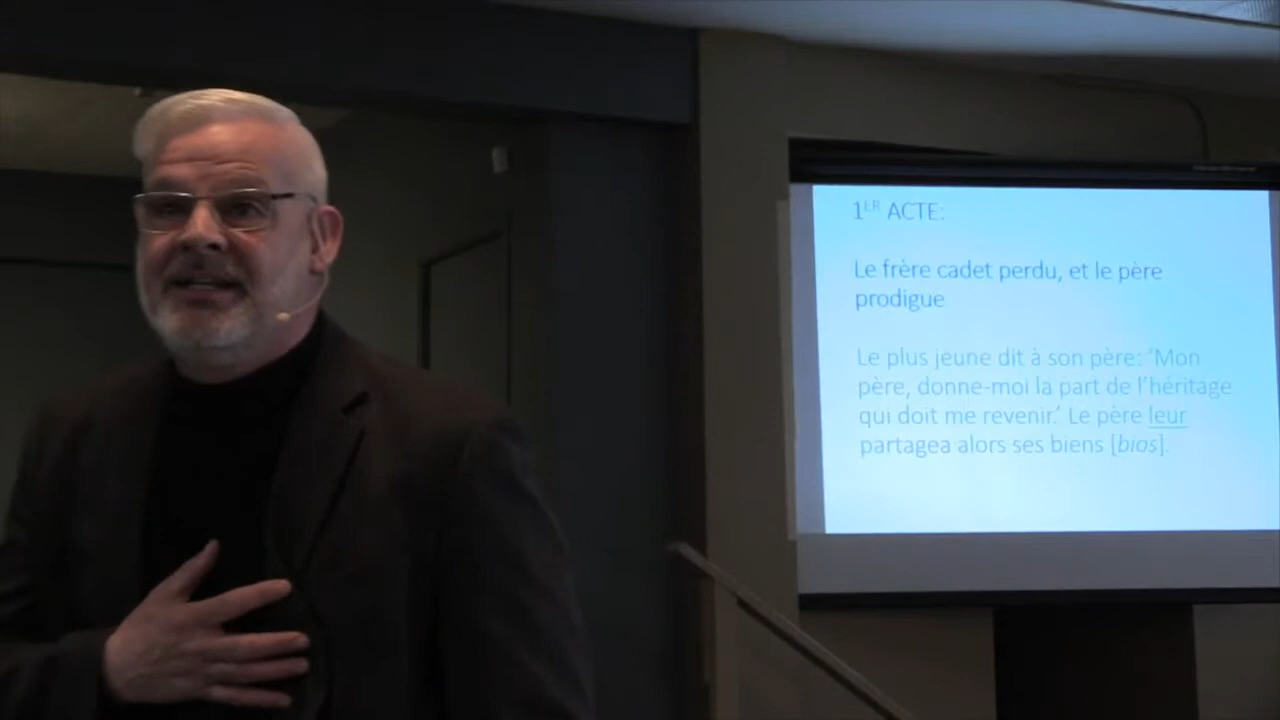 1ER ACTE:
Le frère cadet perdu, et le père
prodigue
Le plus jeune dit à son père: 'Mon
père, donne-moi la part de l'héritage
qui doit me revenir.' Le père leur
partagea alors ses biens [bios].